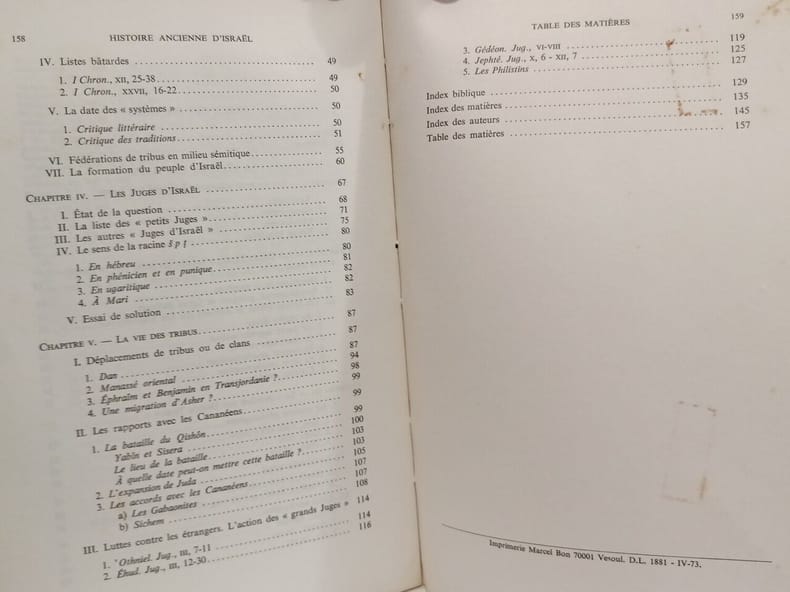 158
HISTOIRE ANCIENNE D'ISRAËL
IV. Listes bâtardes 49
1. I Chron., XII, 25-38 49
2. I Chron., XXVII, 16-22 50
V. La date des « systèmes » 50
1. Critique littéraire 50
2. Critique des traditions 51
VI. Fédérations de tribus en milieu sémitique 55
VII. La formation du peuple d'Israël 60
CHAPITRE IV. — LES JUGES D'ISRAËL 67
I. État de la question 68
II. La liste des « petits Juges » 71
III. Les autres « Juges d'Israël » 75
IV. Le sens de la racine š p ṭ 80
1. En hébreu 80
2. En phénicien et en punique 81
3. En ugaritique 82
4. À Mari 82
V. Essai de solution 83
CHAPITRE V. — LA VIE DES TRIBUS 87
I. Déplacements de tribus ou de clans 87
1. Dan 87
2. Manassé oriental 94
3. Éphraïm et Benjamin en Transjordanie ? 98
4. Une migration d'Asher ? 99
II. Les rapports avec les Cananéens 99
1. La bataille du Qishôn 99
Yabîn et Sisera 100
Le lieu de la bataille 103
À quelle date peut-on mettre cette bataille ? 103
2. L'expansion de Juda 105
3. Les accords avec les Cananéens 107
a) Les Gabaonites 107
b) Sichem 108
III. Luttes contre les étrangers. L'action des « grands Juges » 114
1. 'Othniel. Jug., III, 7-11 114
2. Éhud. Jug., III, 12-30 116
TABLE DES MATIÈRES
159
3. Gédéon. Jug., VI-VIII 119
4. Jephté. Jug., X, 6 - XII, 7 125
5. Les Philistins 127
Index biblique 129
Index des matières 135
Index des auteurs 145
Table des matières 157
Imprimerie Marcel Bon 70001 Vesoul. D.L. 1881 - IV-73.